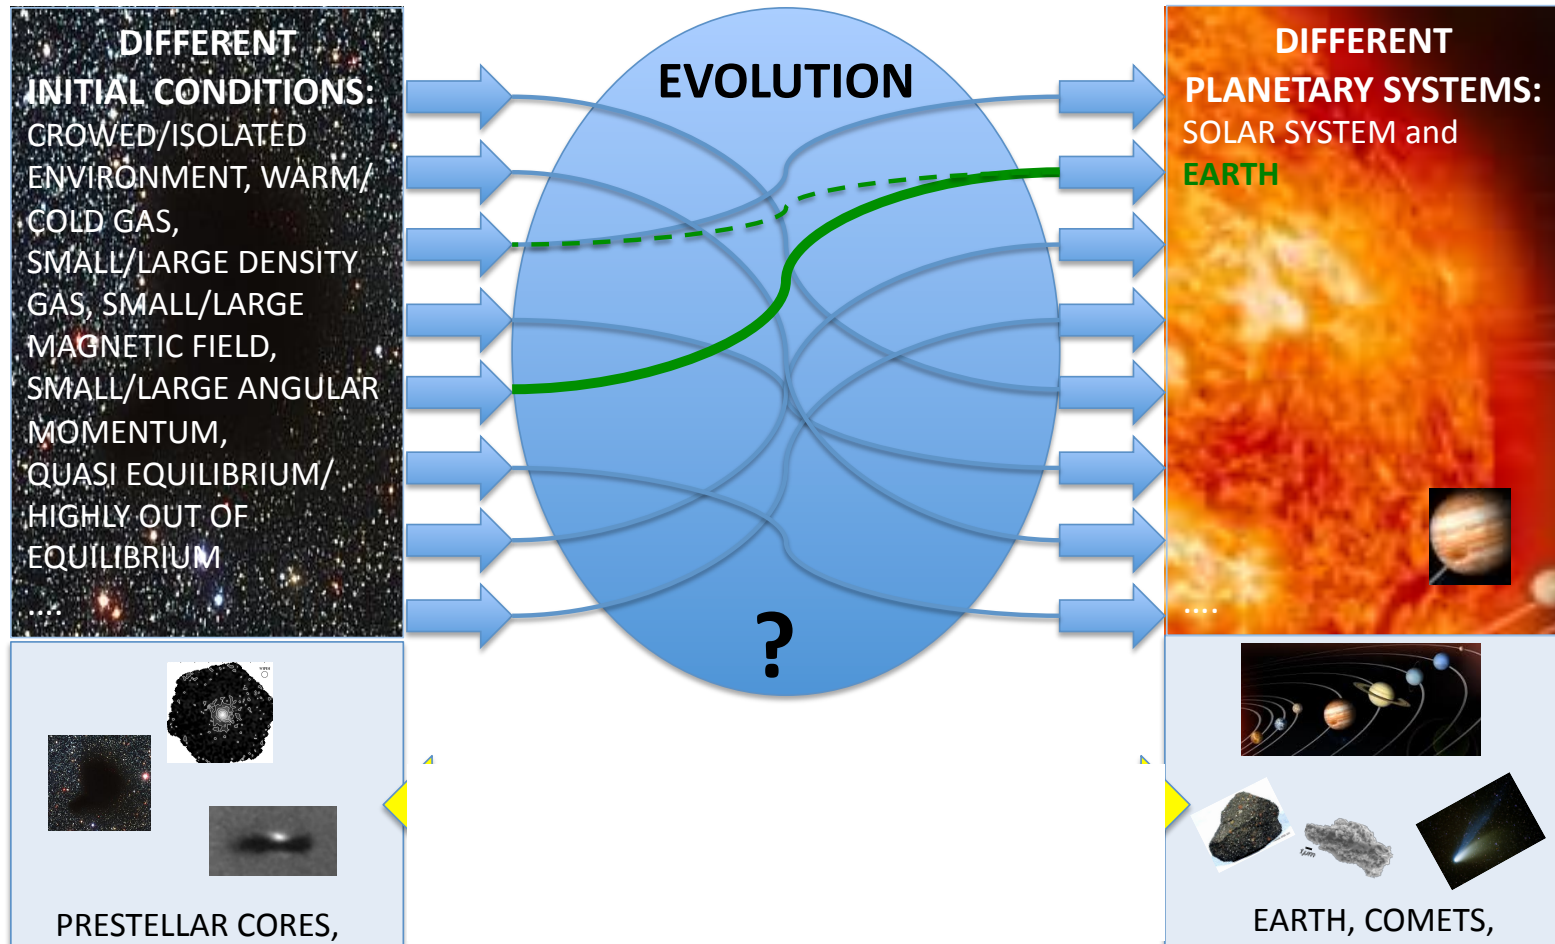 DIFFERENT
INITIAL CONDITIONS:
CROWED/ISOLATED
ENVIRONMENT, WARM/
COLD GAS,
SMALL/LARGE DENSITY
GAS, SMALL/LARGE
MAGNETIC FIELD,
SMALL/LARGE ANGULAR
MOMENTUM,
QUASI EQUILIBRIUM/
HIGHLY OUT OF
EQUILIBRIUM
....
EVOLUTION
?
DIFFERENT
PLANETARY SYSTEMS:
SOLAR SYSTEM and
EARTH
....
PRESTELLAR CORES,
1μm
EARTH, COMETS,